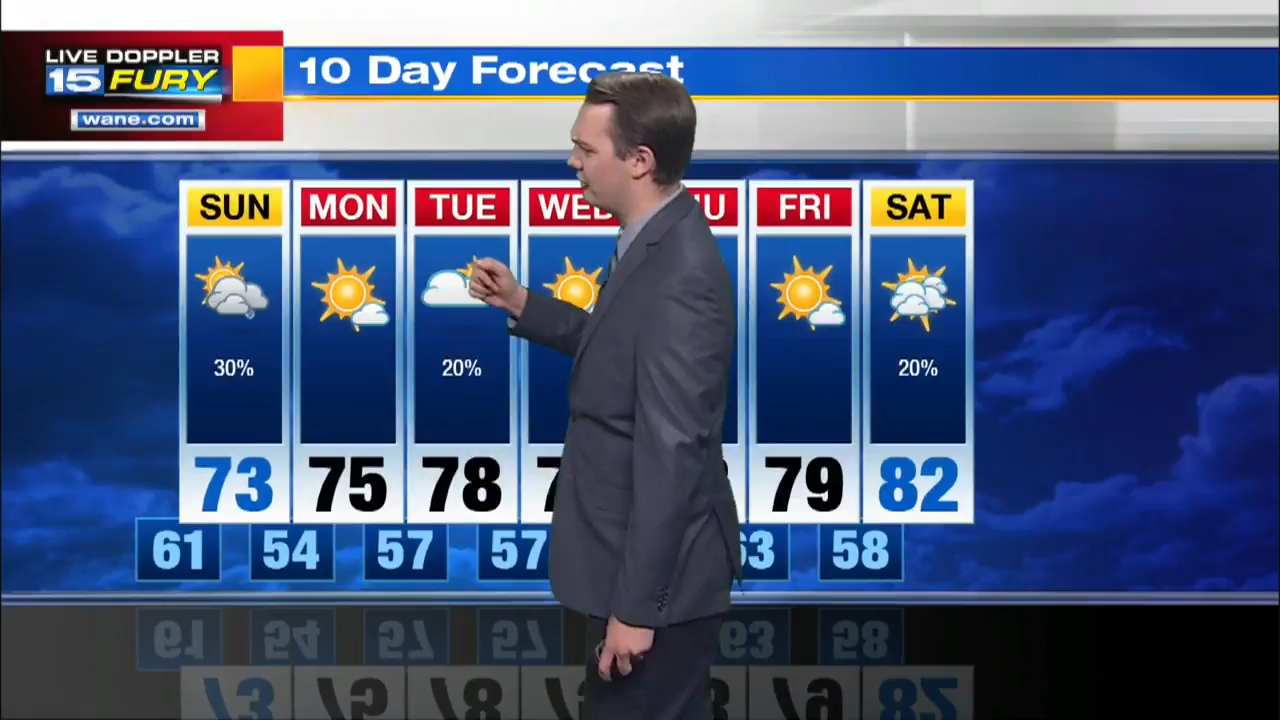 LIVE DOPPLER
15 FURY
wane.com
10 Day Forecast
SUN MON TUE WED FRI SAT
30% 20% 20%
73 75 78 79 82
61 54 57 57 58